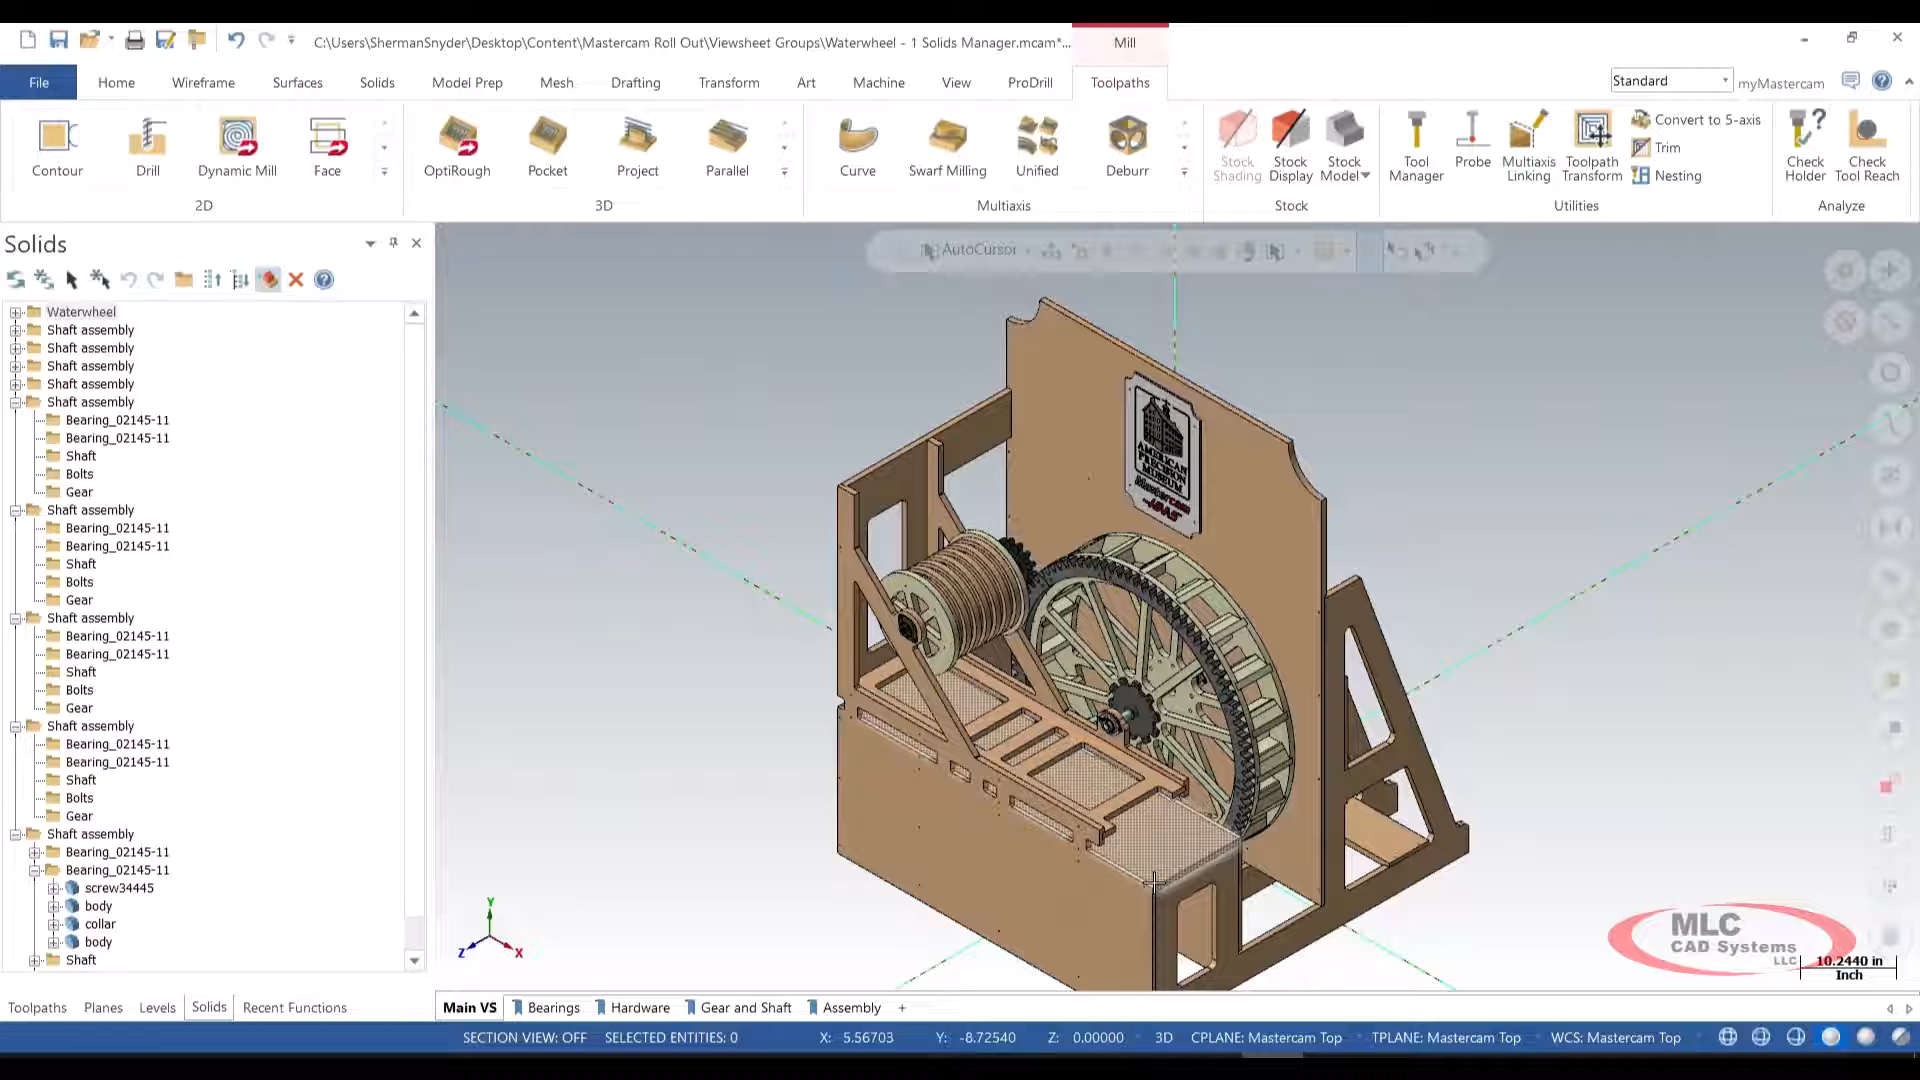 C:\Users\ShermanSnyder\Desktop\Content\Mastercam Roll Out\Viewsheet Groups\Waterwheel - 1 Solids Manager.mcam*...
Mill
File
Home
Wireframe
Surfaces
Solids
Model Prep
Mesh
Drafting
Transform
Art
Machine
View
ProDrill
Toolpaths
Standard
myMastercam
Contour
Drill
Dynamic Mill
Face
2D
OptiRough
Pocket
Project
Parallel
3D
Curve
Swarf Milling
Unified
Deburr
Multiaxis
Stock Shading
Stock Display
Stock Model
Stock
Tool Manager
Probe
Multiaxis Linking
Toolpath Transform
Convert to 5-axis
Trim
Nesting
Utilities
Check Holder
Check Tool Reach
Analyze
Solids
Waterwheel
Shaft assembly
Shaft assembly
Shaft assembly
Shaft assembly
Shaft assembly
Bearing_02145-11
Bearing_02145-11
Shaft
Bolts
Gear
Shaft assembly
Bearing_02145-11
Bearing_02145-11
Shaft
Bolts
Gear
Shaft assembly
Bearing_02145-11
Bearing_02145-11
Shaft
Bolts
Gear
Shaft assembly
Bearing_02145-11
Bearing_02145-11
Shaft
Bolts
Gear
Shaft assembly
Bearing_02145-11
Bearing_02145-11
screw34445
body
collar
body
Shaft
AutoCursor
AMERICAN
PRECISION
MUSEUM
Mastercam
HAAS
Y
Z
X
MLC
CAD Systems
LLC
10.2440 in
Inch
Toolpaths
Planes
Levels
Solids
Recent Functions
Main VS
Bearings
Hardware
Gear and Shaft
Assembly
+
SECTION VIEW: OFF
SELECTED ENTITIES: 0
X: 5.56703
Y: -8.72540
Z: 0.00000
3D
CPLANE: Mastercam Top
TPLANE: Mastercam Top
WCS: Mastercam Top